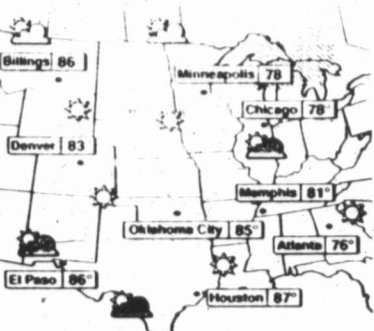 Billings 86
Minneapolis 78
Chicago 78°
Denver 83
Memphis 81°
Oklahoma City 85°
Atlanta 76°
El Paso 86°
Houston 87°